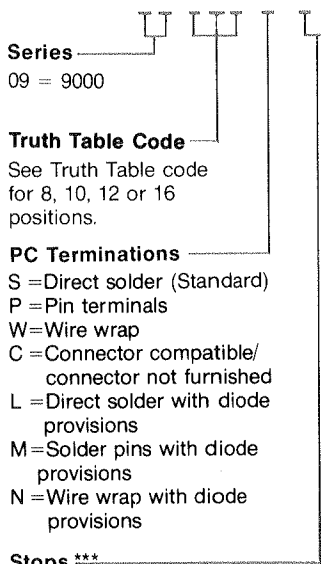 Series
09 = 9000
Truth Table Code
See Truth Table code
for 8, 10, 12 or 16
positions.
PC Terminations
S =Direct solder (Standard)
P =Pin terminals
W=Wire wrap
C =Connector compatible/
connector not furnished
L =Direct solder with diode
provisions
M=Solder pins with diode
provisions
N =Wire wrap with diode
provisions
Stops ***